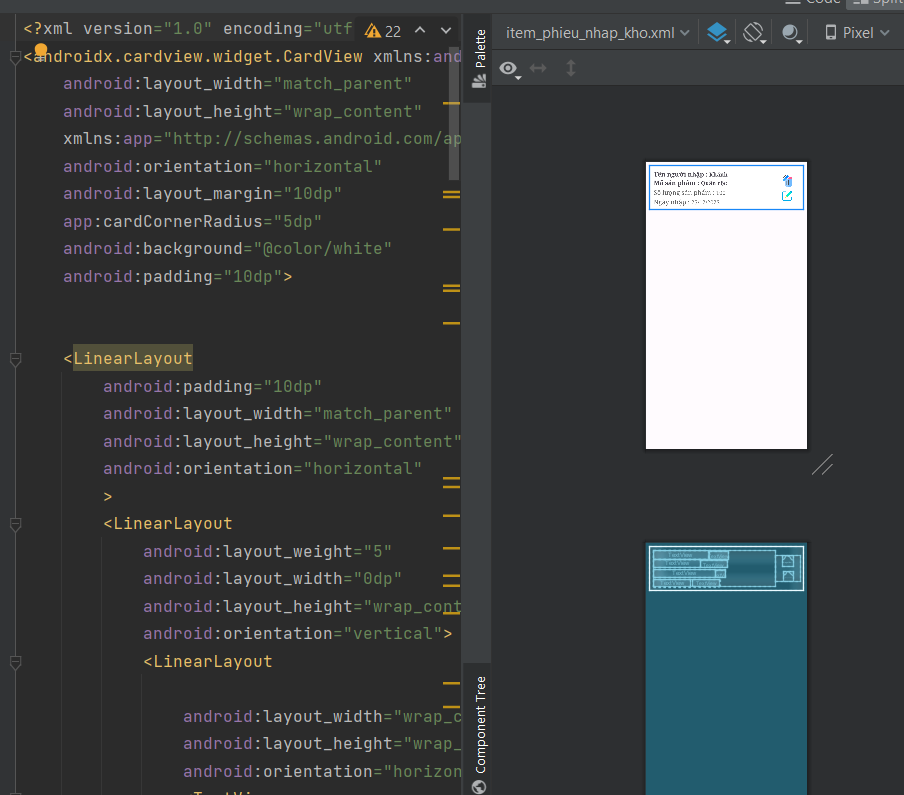 Code
Split
<?xml version="1.0" encoding="utf
22
<androidx.cardview.widget.CardView xmlns:and
android:layout_width="match_parent"
android:layout_height="wrap_content"
xmlns:app="http://schemas.android.com/ap
android:orientation="horizontal"
android:layout_margin="10dp"
app:cardCornerRadius="5dp"
android:background="@color/white"
android:padding="10dp">
<LinearLayout
android:padding="10dp"
android:layout_width="match_parent"
android:layout_height="wrap_content"
android:orientation="horizontal"
>
<LinearLayout
android:layout_weight="5"
android:layout_width="0dp"
android:layout_height="wrap_cont
android:orientation="vertical">
<LinearLayout
android:layout_width="wrap_c
android:layout_height="wrap_
android:orientation="horizon
<TextView
Palette
Component Tree
item_phieu_nhap_kho.xml
Pixel
Tên người nhập : Khánh
Mã sản phẩm : Quần rộc
Số lượng sản phẩm :
Ngày nhập :
TextView
TextView
TextView
TextView